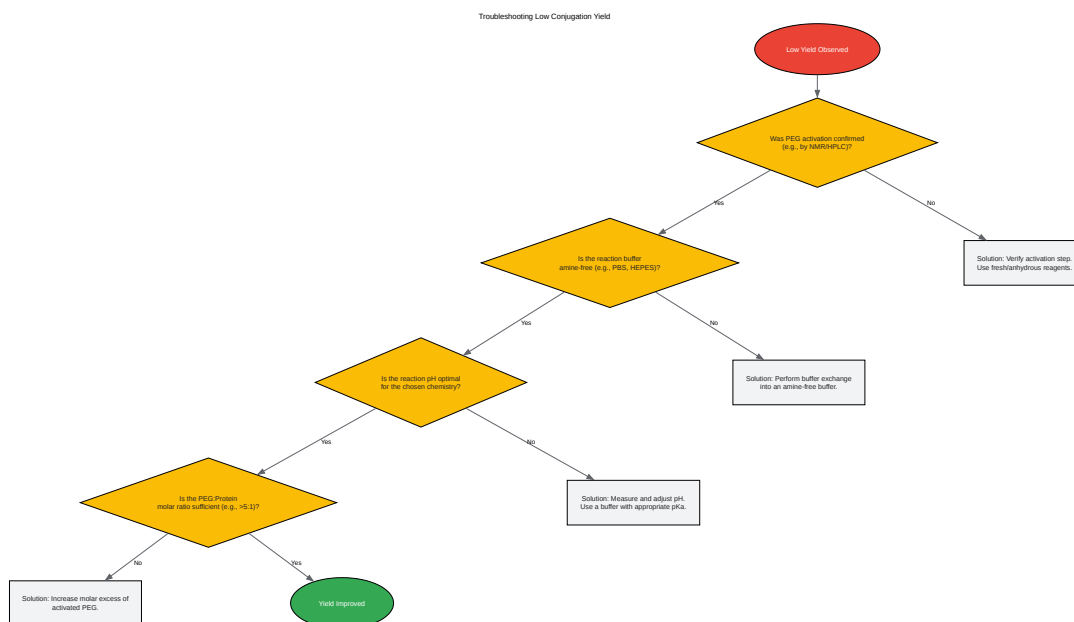 Troubleshooting Low Conjugation Yield
Low Yield Observed
Was PEG activation confirmed
(e.g., by NMR/HPLC)?
Yes
No
Is the reaction buffer
amine-free (e.g., PBS, HEPES)?
Solution: Verify activation step.
Use fresh/anhydrous reagents.
Yes
No
Is the reaction pH optimal
for the chosen chemistry?
Solution: Perform buffer exchange
into an amine-free buffer.
Yes
No
Is the PEG:Protein
molar ratio sufficient (e.g., >5:1)?
Solution: Measure and adjust pH.
Use a buffer with appropriate pKa.
No
Yes
Solution: Increase molar excess of
activated PEG.
Yield Improved